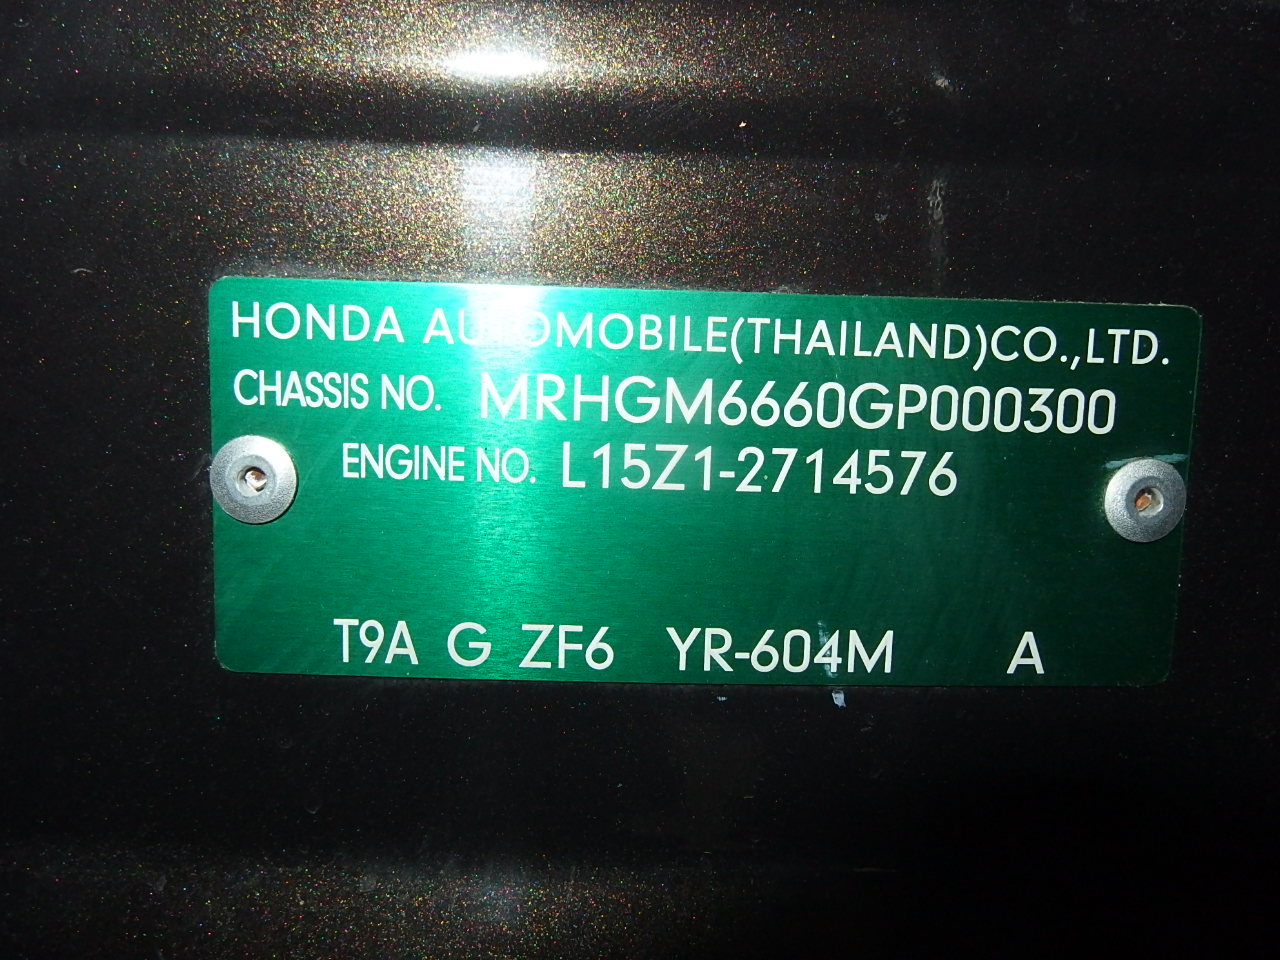 HONDA AUTOMOBILE(THAILAND)CO.,LTD.
CHASSIS NO. MRHGM6660GP000300
ENGINE NO. L15Z1-2714576
T9A G ZF6 YR-604M A